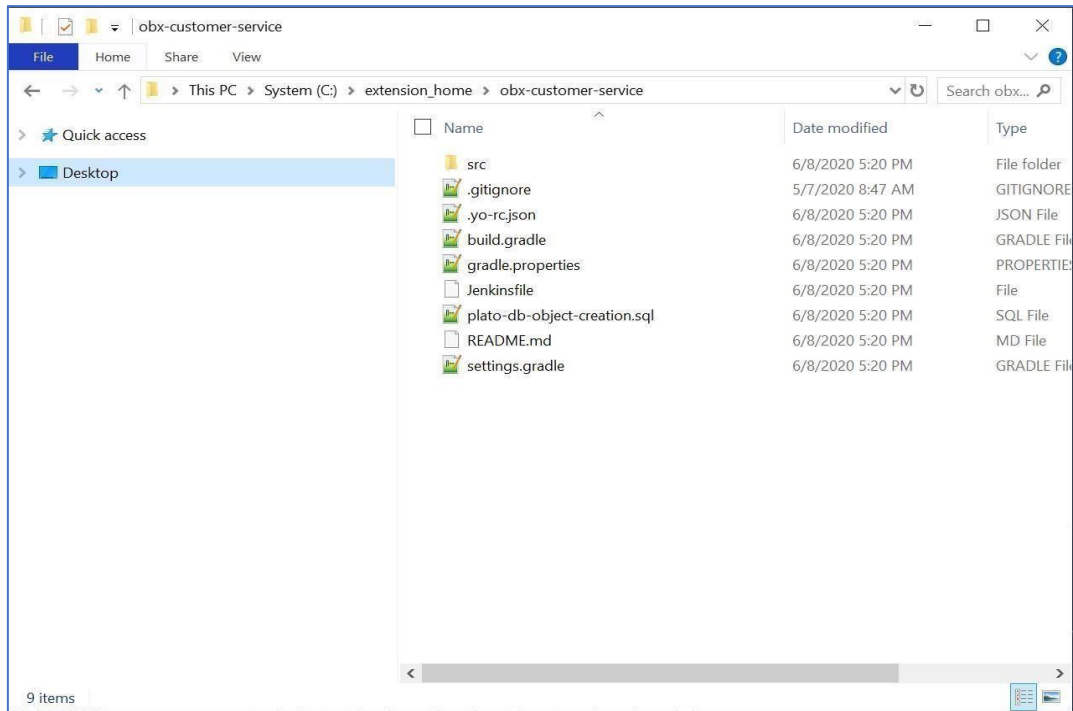 obx-customer-service
File Home Share View
This PC > System (C:) > extension_home > obx-customer-service
Search obx...
Quick access
Desktop
Name Date modified Type
src 6/8/2020 5:20 PM File folder
.gitignore 5/7/2020 8:47 AM GITIGNORE
.yo-rc.json 6/8/2020 5:20 PM JSON File
build.gradle 6/8/2020 5:20 PM GRADLE File
gradle.properties 6/8/2020 5:20 PM PROPERTIES
Jenkinsfile 6/8/2020 5:20 PM File
plato-db-object-creation.sql 6/8/2020 5:20 PM SQL File
README.md 6/8/2020 5:20 PM MD File
settings.gradle 6/8/2020 5:20 PM GRADLE File
9 items